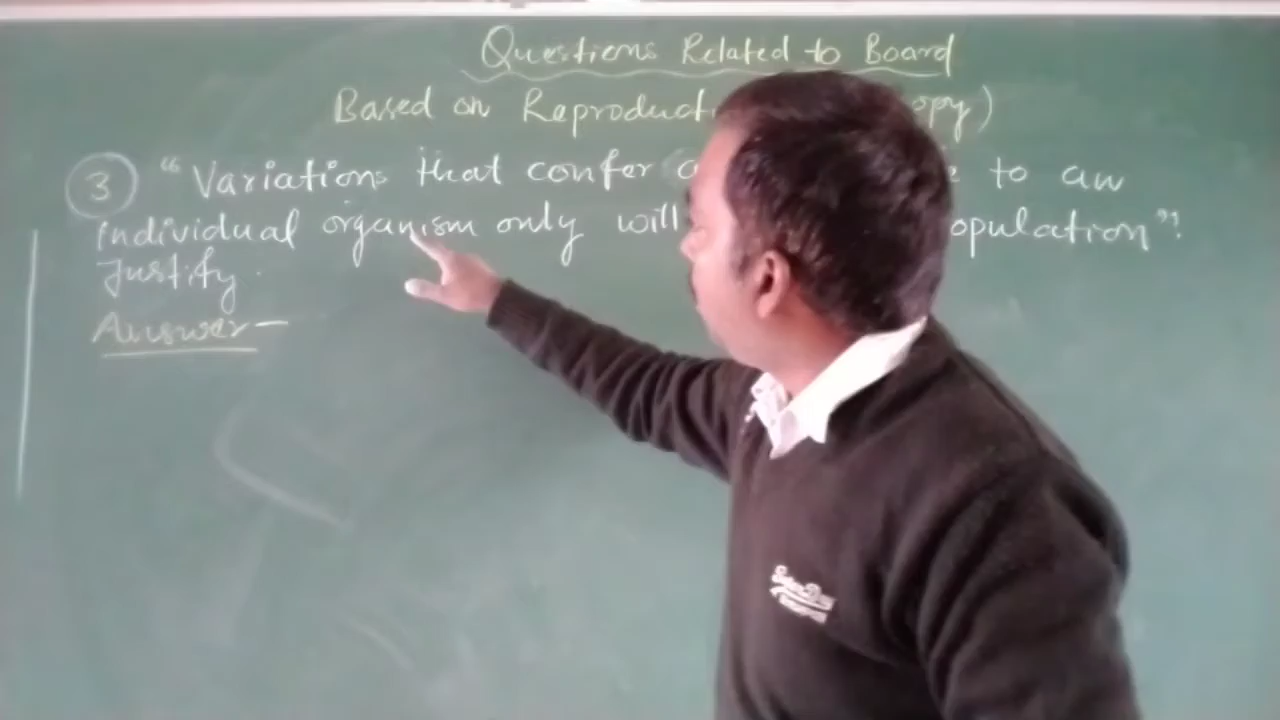 Questions Related to Board
Based on opy)
3 "Variations that confer to an
individual organism only will opulation"!
Justify.
Answer-